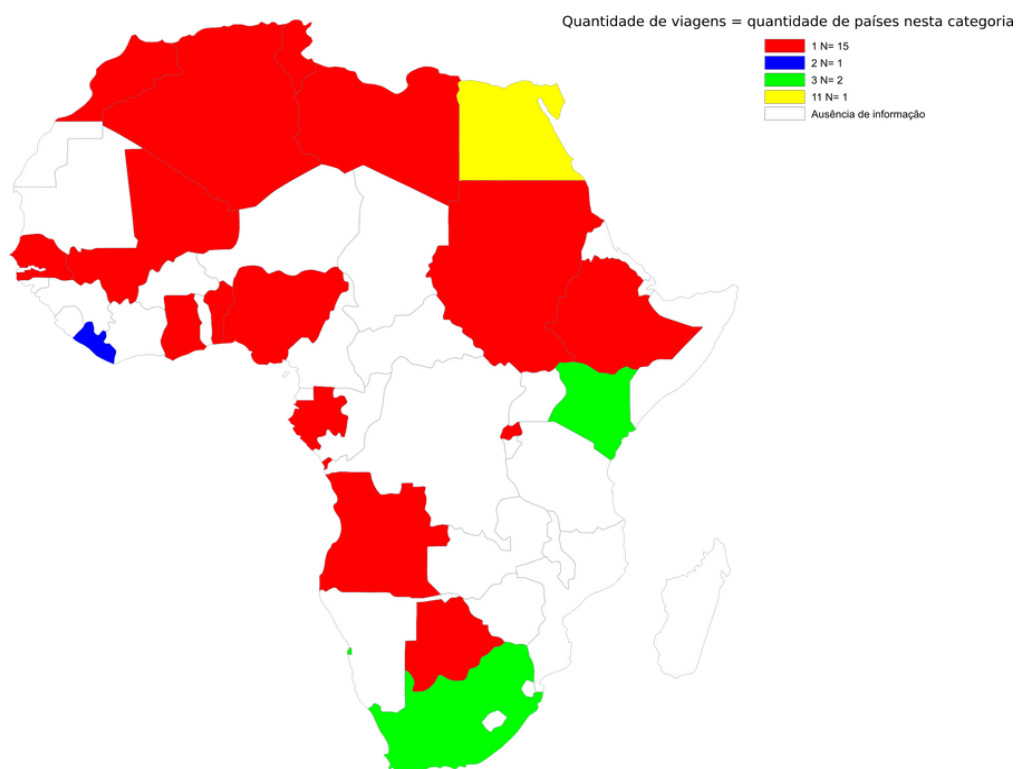 Quantidade de viagens = quantidade de países nesta categoria
1 N= 15
2 N= 1
3 N= 2
11 N= 1
Ausência de informação